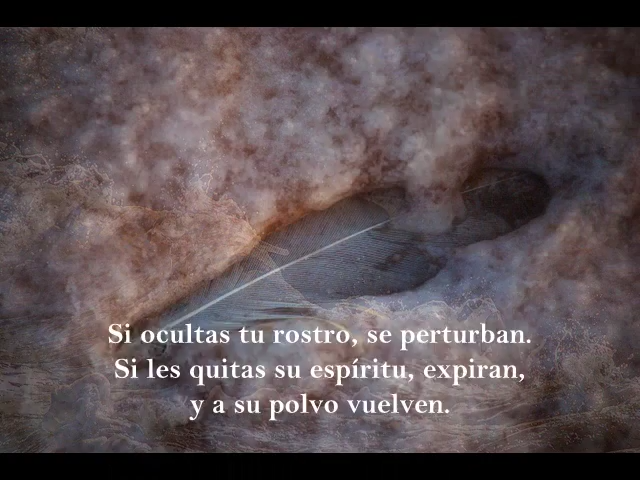 Si ocultas tu rostro, se perturban.
Si les quitas su espíritu, expiran,
y a su polvo vuelven.